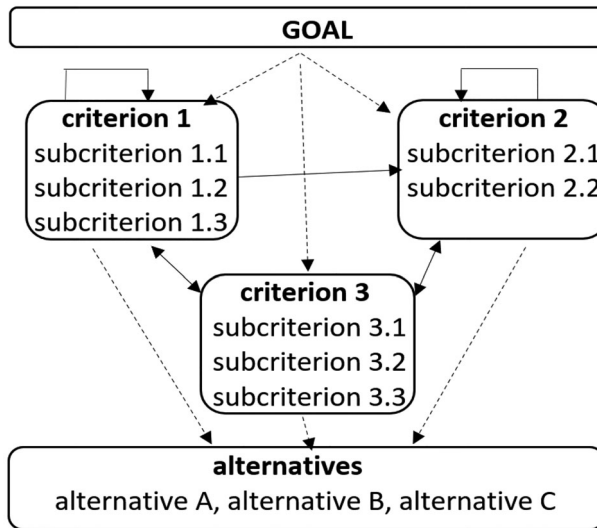 GOAL
criterion 1
subcriterion 1.1
subcriterion 1.2
subcriterion 1.3
criterion 2
subcriterion 2.1
subcriterion 2.2
criterion 3
subcriterion 3.1
subcriterion 3.2
subcriterion 3.3
alternatives
alternative A, alternative B, alternative C